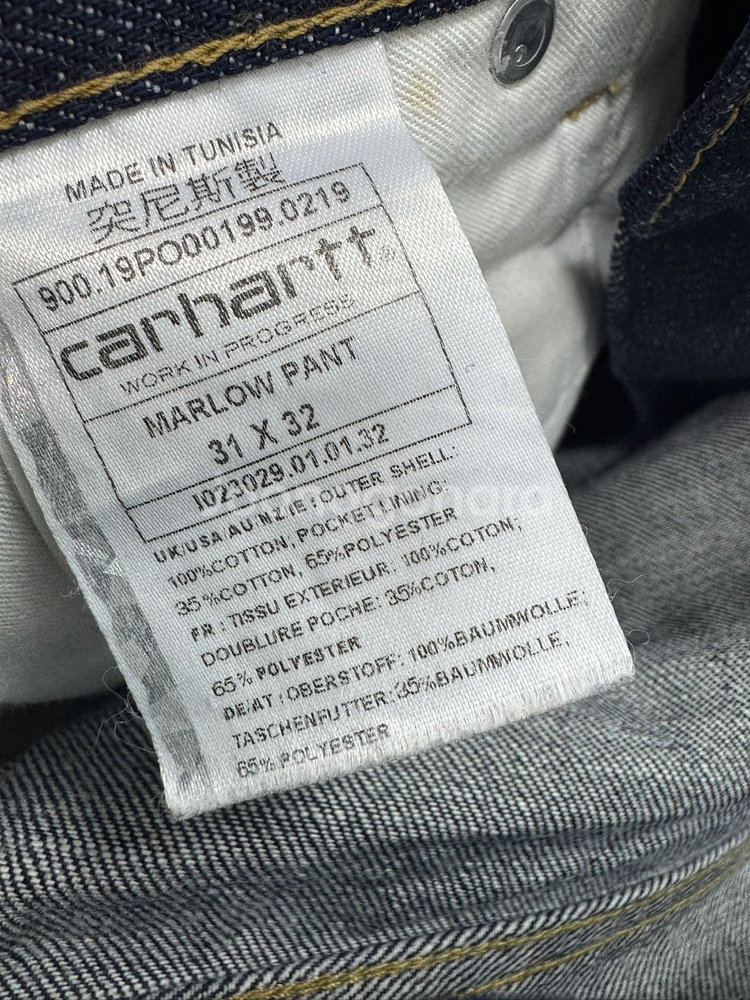 MADE IN TUNISIA
突尼斯製
900.19PO00199 0219
carhartt®
WORK IN PROGRESS
MARLOW PANT
31 X 32
I023029.01.01.32
UK/USA/AU/NZ/IE OUTER SHELL:
100%COTTON, POCKETLINING:
35%COTTON, 65%POLYESTER
FR: TISSU EXTERIEUR: 100%COTON;
DOUBLURE POCHE: 35%COTON,
65% POLYESTER
DE/AT: OBERSTOFF: 100%BAUMWOLLE;
TASCHENFUTTER: 35%BAUMWOLLE,
65% POLYESTER